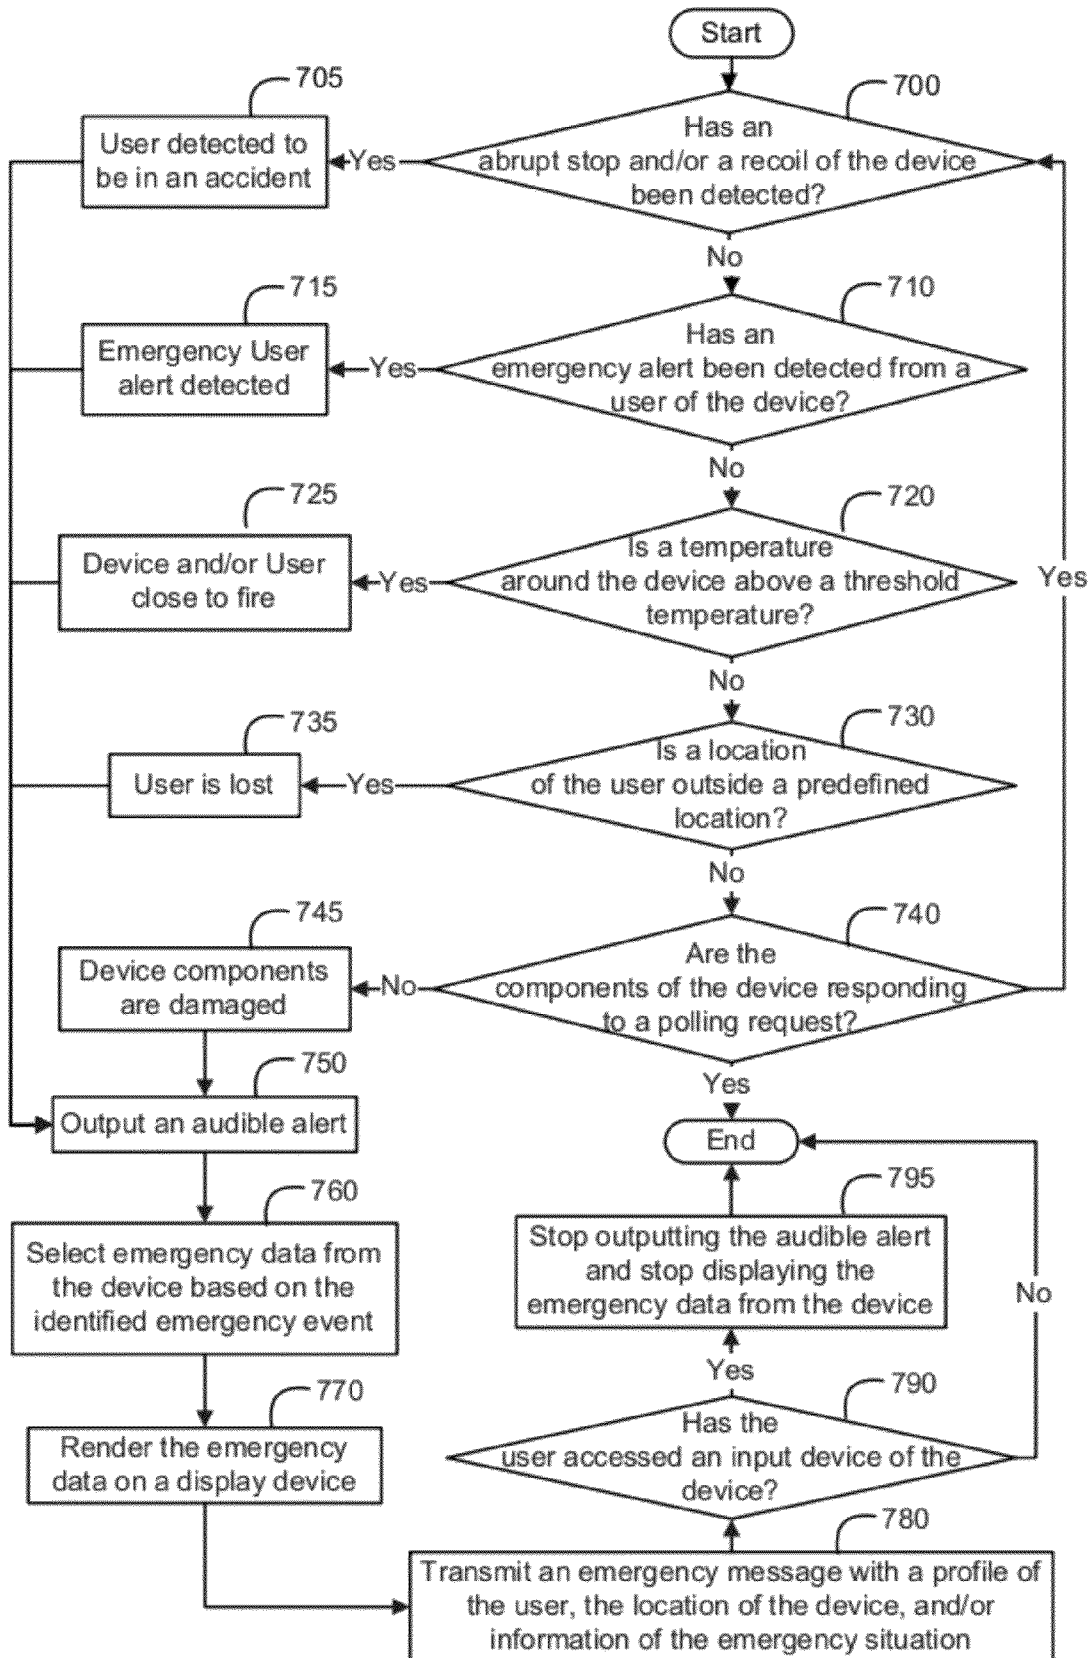 Start
700
Has an
abrupt stop and/or a recoil of the device
been detected?
Yes
705
User detected to
be in an accident
No
710
Has an
emergency alert been detected from a
user of the device?
Yes
715
Emergency User
alert detected
No
720
Is a temperature
around the device above a threshold
temperature?
Yes
725
Device and/or User
close to fire
Yes
No
730
Is a location
of the user outside a predefined
location?
Yes
735
User is lost
No
740
Are the
components of the device responding
to a polling request?
No
745
Device components
are damaged
Yes
End
750
Output an audible alert
760
Select emergency data from
the device based on the
identified emergency event
770
Render the emergency
data on a display device
780
Transmit an emergency message with a profile of
the user, the location of the device, and/or
information of the emergency situation
790
Has the
user accessed an input device of the
device?
No
Yes
795
Stop outputting the audible alert
and stop displaying the
emergency data from the device